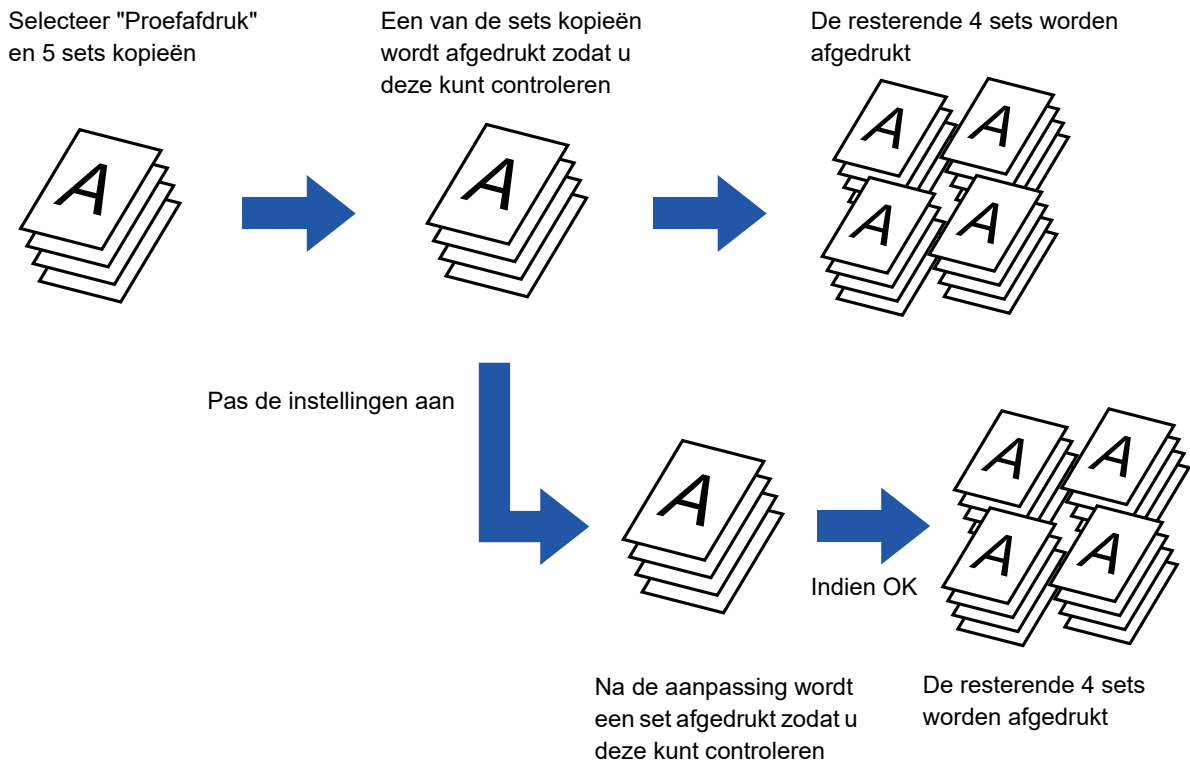 Selecteer "Proefafdruk"
en 5 sets kopieën
Een van de sets kopieën
wordt afgedrukt zodat u
deze kunt controleren
De resterende 4 sets worden
afgedrukt
A
A
A
A
A
A
Pas de instellingen aan
A
A
A
A
A
Indien OK
Na de aanpassing wordt
een set afgedrukt zodat u
deze kunt controleren
De resterende 4 sets
worden afgedrukt